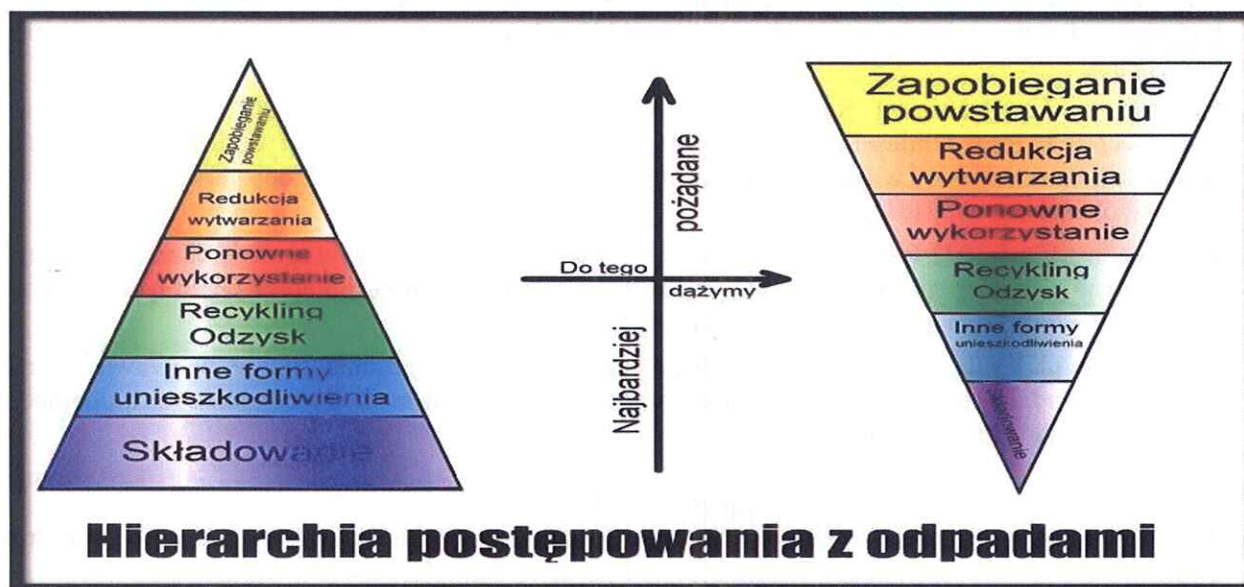 Zapobieganie
powstawaniu
Redukcja
wytwarzania
Ponowne
wykorzystanie
Recykling
Odzysk
Inne formy
unieszkodliwienia
Składowanie
Najbardziej pożądane
Do tego
dążymy
Zapobieganie
powstawaniu
Redukcja
wytwarzania
Ponowne
wykorzystanie
Recykling
Odzysk
Inne formy
unieszkodliwienia
Składowanie
Hierarchia postępowania z odpadami